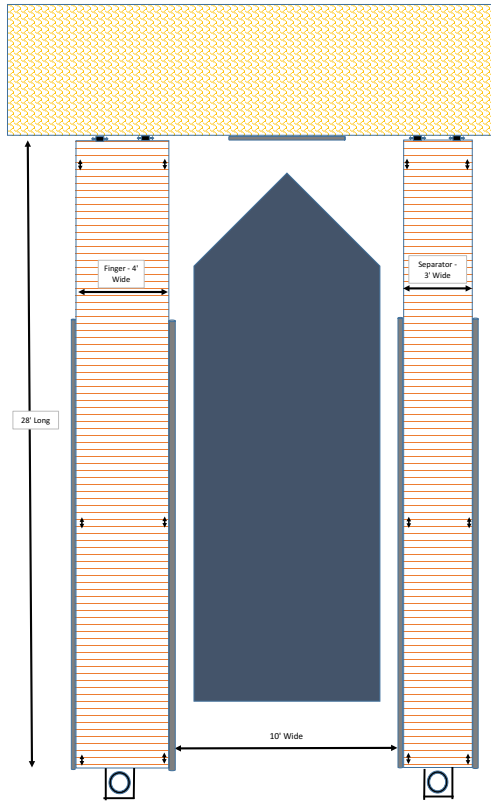 Finger - 4'
Wide
Separator -
3' Wide
28' Long
10' Wide